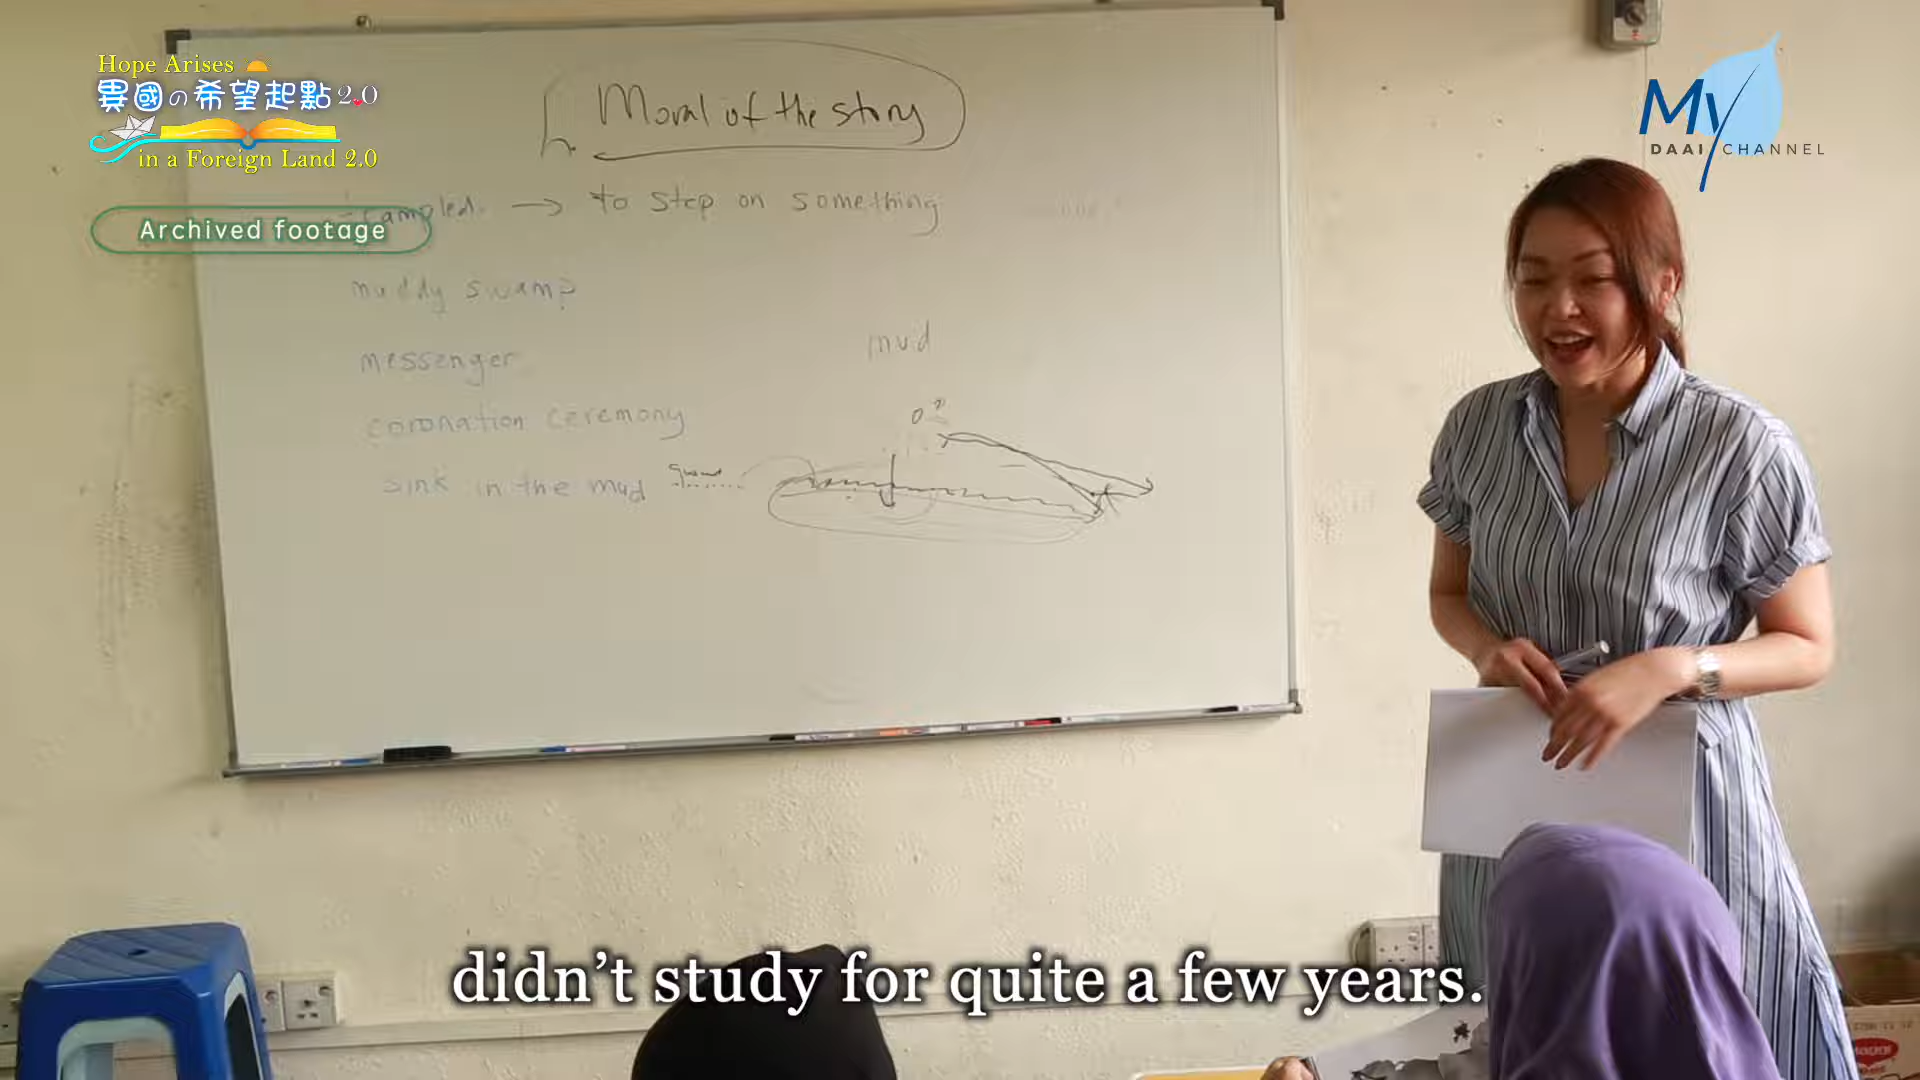 Hope Arises
異國の希望起點2.0
in a Foreign Land 2.0
My
DAAI CHANNEL
Archived footage
Moral of the story
trampled. → to step on something
muddy swamp
messenger
mud
coronation ceremony
sink in the mud
didn't study for quite a few years.